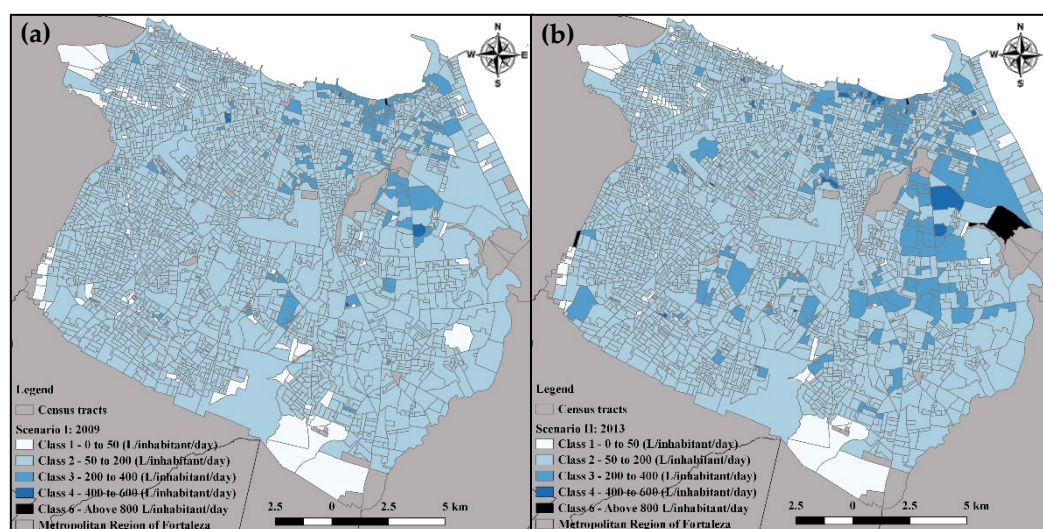 (a)
N
W E
S
Legend
Census tracts
Scenario I: 2009
Class 1 - 0 to 50 (L/inhabitant/day)
Class 2 - 50 to 200 (L/inhabitant/day)
Class 3 - 200 to 400 (L/inhabitant/day)
Class 4 - 400 to 600 (L/inhabitant/day)
Class 6 - Above 800 L/inhabitant/day)
Metropolitan Region of Fortaleza
2.5 0 2.5 5 km
(b)
N
W E
S
Legend
Census tracts
Scenario II: 2013
Class 1 - 0 to 50 (L/inhabitant/day)
Class 2 - 50 to 200 (L/inhabitant/day)
Class 3 - 200 to 400 (L/inhabitant/day)
Class 4 - 400 to 600 (L/inhabitant/day)
Class 6 - Above 800 L/inhabitant/day)
Metropolitan Region of Fortaleza
2.5 0 2.5 5 km